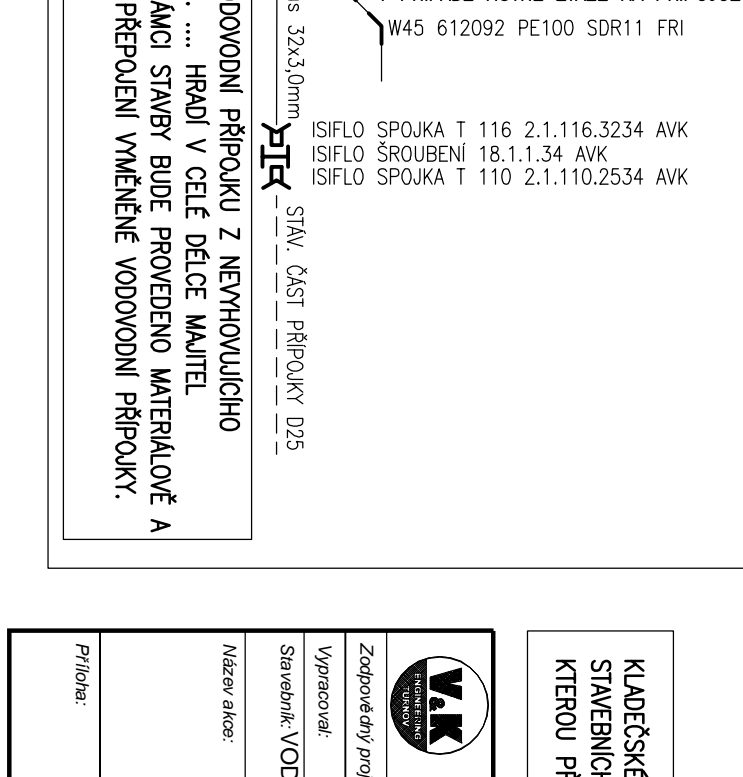 W45 612092 PE100 SDR11 FRI
ISIFLO SPOJKA T 116 2.1.116.3234 AVK
ISIFLO ŠROUBENÍ 18.1.1.34 AVK
ISIFLO SPOJKA T 110 2.1.110.2534 AVK
32x3,0mm
STÁV. ČÁST PŘÍPOJKY D25
PŘÍPOJKU Z NEVYHOVUJÍCÍHO
.... HRADÍ V CELÉ DÉLCE MAJITEL
STAVBY BUDE PROVEDENO MATERIÁLOVĚ A
PŘEPOJENÍ VYMĚNĚNÉ VODOVODNÍ PŘÍPOJKY.
KLADEČSKÉ
STAVEBNÍCH
KTEROU
V&K
ENGINEERING
TURNOV
Zodpovědný
Vypracoval:
Stavebník: VOD
Název akce:
Příloha: